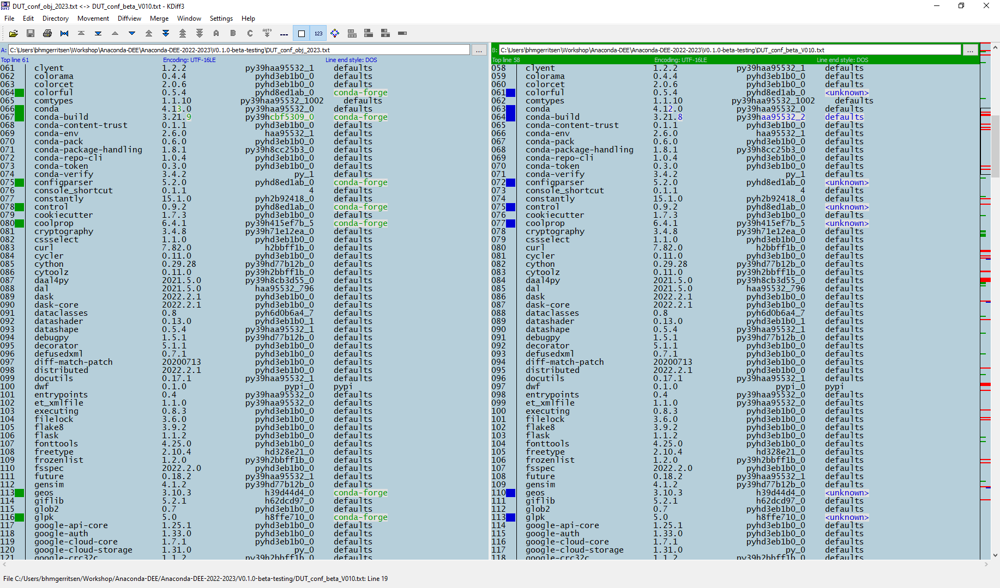 DUT_conf_obj_2023.txt <-> DUT_conf_beta_V010.txt - KDiff3
File Edit Directory Movement Diffview Merge Window Settings Help
A B C AUTO 123
A: C:\Users\bhmgerritsen\Workshop\Anaconda-DEE\Anaconda-DEE-2022-2023\V0.1.0-beta-testing\DUT_conf_obj_2023.txt ...
Top line 61 Encoding: UTF-16LE Line end style: DOS
061 clyent 1.2.2 py39haa95532_1 defaults
062 colorama 0.4.4 pyhd3eb1b0_0 defaults
063 colorcet 2.0.6 pyhd3eb1b0_0 defaults
064 colorful 0.5.4 pyhd8ed1ab_0 conda-forge
065 comtypes 1.1.10 py39haa95532_1002 defaults
066 conda 4.13.0
067 conda-build 3.21.9 py39hcbf5309_0 conda-forge
068 conda-content-trust 0.1.1 pyhd3eb1b0_0 defaults
069 conda-env 2.6.0 haa95532_1 defaults
070 conda-pack 0.6.0 pyhd3eb1b0_0 defaults
071 conda-package-handling 1.8.1 py39h8cc25b3_0 defaults
072 conda-repo-cli 1.0.4 pyhd3eb1b0_0 defaults
073 conda-token 0.3.0 pyhd3eb1b0_0 defaults
074 conda-verify 3.4.2 py_1 defaults
075 configparser 5.2.0 pyhd8ed1ab_0 conda-forge
076 console_shortcut 0.1.1 4 defaults
077 constantly 15.1.0 pyh2b92418_0 defaults
078 control 0.9.2 pyhd8ed1ab_0 conda-forge
079 cookiecutter 1.7.3 pyhd3eb1b0_0 defaults
080 coolprop 6.4.1 py39h415ef7b_5 conda-forge
081 cryptography 3.4.8 py39h71e12ea_0 defaults
082 cssselect 1.1.0 pyhd3eb1b0_0 defaults
083 curl 7.82.0 h2bbff1b_0 defaults
084 cycler 0.11.0 pyhd3eb1b0_0 defaults
085 cython 0.29.28 py39hd77b12b_0 defaults
086 cytoolz 0.11.0 py39h2bbff1b_0 defaults
087 daal4py 2021.5.0 py39h8cb3d55_0 defaults
088 dal 2021.5.0 haa95532_796 defaults
089 dask 2022.2.1 pyhd3eb1b0_0 defaults
090 dask-core 2022.2.1 pyhd3eb1b0_0 defaults
091 dataclasses 0.8 pyh6d0b6a4_7 defaults
092 datashader 0.13.0 pyhd3eb1b0_1 defaults
093 datashape 0.5.4 py39haa95532_1 defaults
094 debugpy 1.5.1 py39hd77b12b_0 defaults
095 decorator 5.1.1 pyhd3eb1b0_0 defaults
096 defusedxml 0.7.1 pyhd3eb1b0_0 defaults
097 diff-match-patch 20200713 pyhd3eb1b0_0 defaults
098 distributed 2022.2.1 pyhd3eb1b0_0 defaults
099 docutils 0.17.1 py39haa95532_1 defaults
100 dwf 0.1.0 pypi_0 pypi
101 entrypoints 0.4 py39haa95532_0 defaults
102 et_xmlfile 1.1.0 py39haa95532_0 defaults
103 executing 0.8.3 pyhd3eb1b0_0 defaults
104 filelock 3.6.0 pyhd3eb1b0_0 defaults
105 flake8 3.9.2 pyhd3eb1b0_0 defaults
106 flask 1.1.2 pyhd3eb1b0_0 defaults
107 fonttools 4.25.0 pyhd3eb1b0_0 defaults
108 freetype 2.10.4 hd328e21_0 defaults
109 frozenlist 1.2.0 py39h2bbff1b_0 defaults
110 fsspec 2022.2.0 pyhd3eb1b0_0 defaults
111 future 0.18.2 py39haa95532_1 defaults
112 gensim 4.1.2 py39hd77b12b_0 defaults
113 geos 3.10.3 h39d44d4_0 conda-forge
114 giflib 5.2.1 h62dcd97_0 defaults
115 glob2 0.7 pyhd3eb1b0_0 defaults
116 glpk 5.0 h8ffe710_0 conda-forge
117 google-api-core 1.25.1 pyhd3eb1b0_0 defaults
118 google-auth 1.33.0 pyhd3eb1b0_0 defaults
119 google-cloud-core 1.7.1 pyhd3eb1b0_0 defaults
120 google-cloud-storage 1.31.0 py_0 defaults
121 google-crc32c 1.1.2 py39h2bbff1b_0 defaults
B: C:\Users\bhmgerritsen\Workshop\Anaconda-DEE\Anaconda-DEE-2022-2023\V0.1.0-beta-testing\DUT_conf_beta_V010.txt ...
Top line 58 Encoding: UTF-16LE Line end style: DOS
058 clyent 1.2.2 py39haa95532_1 defaults
059 colorama 0.4.4 pyhd3eb1b0_0 defaults
060 colorcet 2.0.6 pyhd3eb1b0_0 defaults
061 colorful 0.5.4 pyhd8ed1ab_0 <unknown>
062 comtypes 1.1.10 py39haa95532_1002 defaults
063 conda 4.12.0 py39haa95532_0 defaults
064 conda-build 3.21.8 py39haa95532_2 defaults
065 conda-content-trust 0.1.1 pyhd3eb1b0_0 defaults
066 conda-env 2.6.0 haa95532_1 defaults
067 conda-pack 0.6.0 pyhd3eb1b0_0 defaults
068 conda-package-handling 1.8.1 py39h8cc25b3_0 defaults
069 conda-repo-cli 1.0.4 pyhd3eb1b0_0 defaults
070 conda-token 0.3.0 pyhd3eb1b0_0 defaults
071 conda-verify 3.4.2 py_1 defaults
072 configparser 5.2.0 pyhd8ed1ab_0 <unknown>
073 console_shortcut 0.1.1 4 defaults
074 constantly 15.1.0 pyh2b92418_0 defaults
075 control 0.9.2 pyhd8ed1ab_0 <unknown>
076 cookiecutter 1.7.3 pyhd3eb1b0_0 defaults
077 coolprop 6.4.1 py39h415ef7b_5 <unknown>
078 cryptography 3.4.8 py39h71e12ea_0 defaults
079 cssselect 1.1.0 pyhd3eb1b0_0 defaults
080 curl 7.82.0 h2bbff1b_0 defaults
081 cycler 0.11.0 pyhd3eb1b0_0 defaults
082 cython 0.29.28 py39hd77b12b_0 defaults
083 cytoolz 0.11.0 py39h2bbff1b_0 defaults
084 daal4py 2021.5.0 py39h8cb3d55_0 defaults
085 dal 2021.5.0 haa95532_796 defaults
086 dask 2022.2.1 pyhd3eb1b0_0 defaults
087 dask-core 2022.2.1 pyhd3eb1b0_0 defaults
088 dataclasses 0.8 pyh6d0b6a4_7 defaults
089 datashader 0.13.0 pyhd3eb1b0_1 defaults
090 datashape 0.5.4 py39haa95532_1 defaults
091 debugpy 1.5.1 py39hd77b12b_0 defaults
092 decorator 5.1.1 pyhd3eb1b0_0 defaults
093 defusedxml 0.7.1 pyhd3eb1b0_0 defaults
094 diff-match-patch 20200713 pyhd3eb1b0_0 defaults
095 distributed 2022.2.1 pyhd3eb1b0_0 defaults
096 docutils 0.17.1 py39haa95532_1 defaults
097 dwf 0.1.0 pypi_0 pypi
098 entrypoints 0.4 py39haa95532_0 defaults
099 et_xmlfile 1.1.0 py39haa95532_0 defaults
100 executing 0.8.3 pyhd3eb1b0_0 defaults
101 filelock 3.6.0 pyhd3eb1b0_0 defaults
102 flake8 3.9.2 pyhd3eb1b0_0 defaults
103 flask 1.1.2 pyhd3eb1b0_0 defaults
104 fonttools 4.25.0 pyhd3eb1b0_0 defaults
105 freetype 2.10.4 hd328e21_0 defaults
106 frozenlist 1.2.0 py39h2bbff1b_0 defaults
107 fsspec 2022.2.0 pyhd3eb1b0_0 defaults
108 future 0.18.2 py39haa95532_1 defaults
109 gensim 4.1.2 py39hd77b12b_0 defaults
110 geos 3.10.3 h39d44d4_0 <unknown>
111 giflib 5.2.1 h62dcd97_0 defaults
112 glob2 0.7 pyhd3eb1b0_0 defaults
113 glpk 5.0 h8ffe710_0 <unknown>
114 google-api-core 1.25.1 pyhd3eb1b0_0 defaults
115 google-auth 1.33.0 pyhd3eb1b0_0 defaults
116 google-cloud-core 1.7.1 pyhd3eb1b0_0 defaults
117 google-cloud-storage 1.31.0 py_0 defaults
118 google-crc32c 1.1.2 py39h2bbff1b_0 defaults
File C:/Users/bhmgerritsen/Workshop/Anaconda-DEE/Anaconda-DEE-2022-2023/V0.1.0-beta-testing/DUT_conf_beta_V010.txt: Line 19